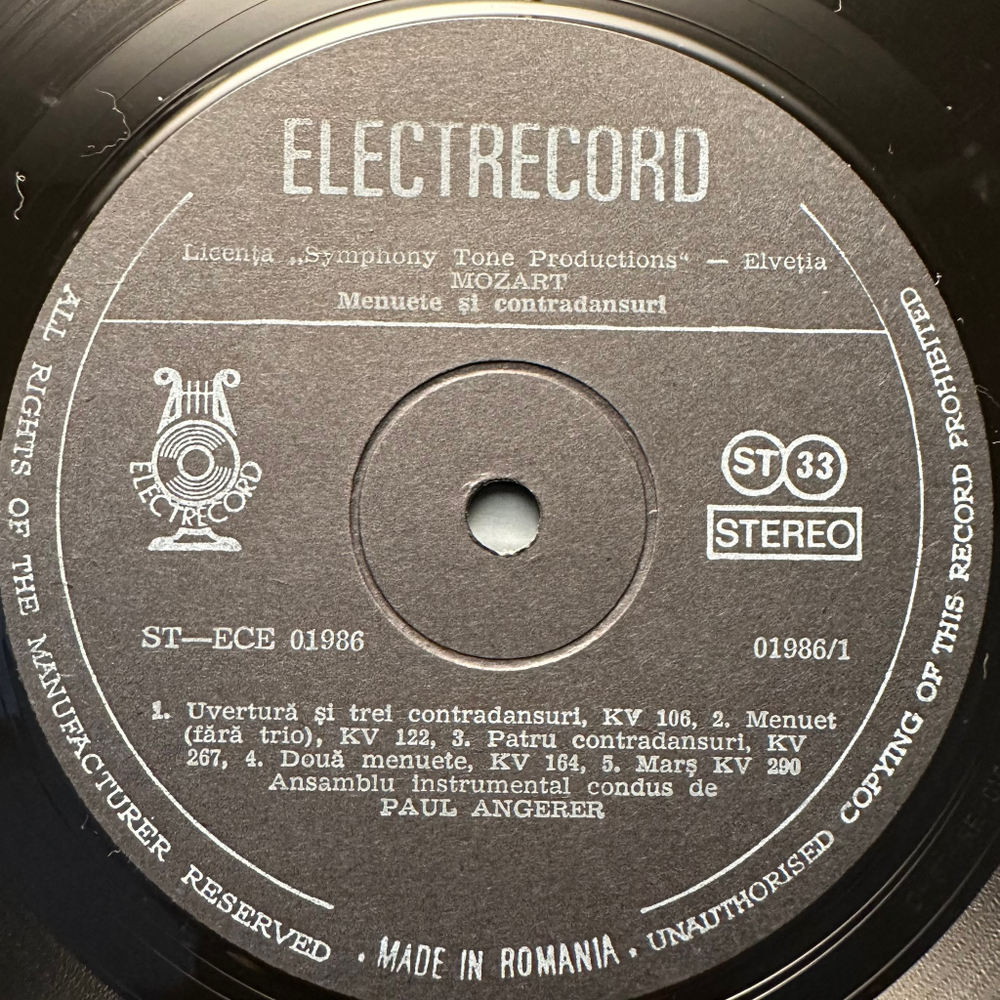 ELECTRECORD
Licența „Symphony Tone Productions“ — Elveția
MOZART
Menuete și contradansuri
ELECTRECORD
ST 33
STEREO
ST—ECE 01986
01986/1
1. Uvertură și trei contradansuri, KV 106, 2. Menuet
(fără trio), KV 122, 3. Patru contradansuri, KV
267, 4. Două menuete, KV 164, 5. Marș KV 290
Ansamblu instrumental condus de
PAUL ANGERER
ALL RIGHTS OF THE MANUFACTURER RESERVED · MADE IN ROMANIA · UNAUTHORISED COPYING OF THIS RECORD PROHIBITED